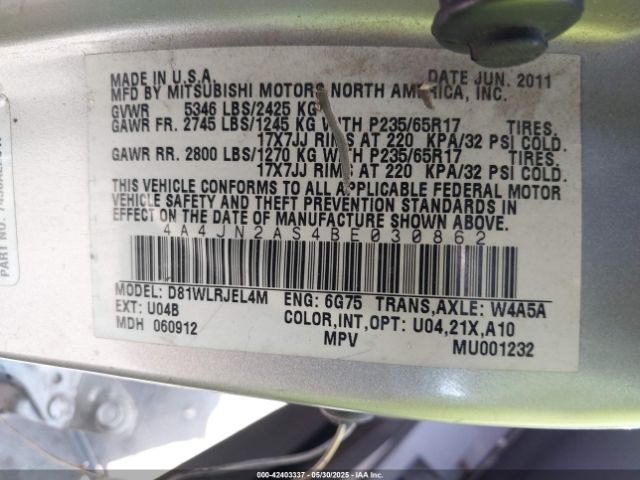 MADE IN U.S.A. DATE JUN. 2011
MFD BY MITSUBISHI MOTORS NORTH AMERICA, INC.
GVWR 5346 LBS/2425 KG
GAWR FR. 2745 LBS/1245 KG WITH P235/65R17 TIRES.
17X7JJ RIMS AT 220 KPA/32 PSI COLD.
GAWR RR. 2800 LBS/1270 KG WITH P235/65R17 TIRES.
17X7JJ RIMS AT 220 KPA/32 PSI COLD.
THIS VEHICLE CONFORMS TO ALL APPLICABLE FEDERAL MOTOR
VEHICLE SAFETY AND THEFT PREVENTION STANDARDS IN
EFFECT ON THE DATE OF MANUFACTURE SHOWN ABOVE.
4A4JN2AS4BE030862
MODEL: D81WLRJEL4M ENG: 6G75 TRANS,AXLE: W4A5A
EXT: U04B COLOR,INT,OPT: U04,21X,A10
MDH 060912 MPV MU001232
PART NO.
000-42403337 - 05/30/2025 - IAAI.com